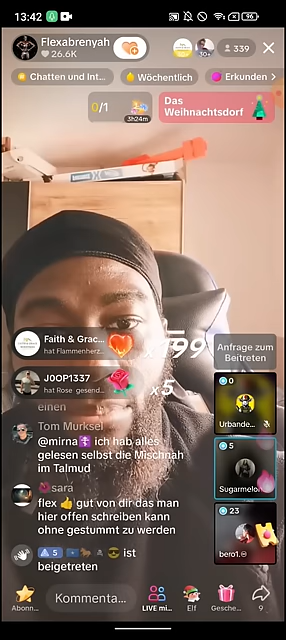 13:42
96
Flexabrenyah
26.6K
30+
339
Chatten und Int...
Wöchentlich
Erkunden
0/1
3h24m
Das
Weihnachtsdorf
Faith & Grac...
hat Flammenherz...
x199
J0OP1337
hat Rose gesend...
x5
einen
Anfrage zum
Beitreten
0
Urbande...
5
Sugarmelo
23
bero1.
Tom Murksel
@mirna ich hab alles
gelesen selbst die Mischnah
im Talmud
sara
flex 👍 gut von dir das man
hier offen schreiben kann
ohne gestummt zu werden
5 😎 ist
beigetreten
Abonn...
Kommenta...
LIVE mi...
Elf
Gesche...
9